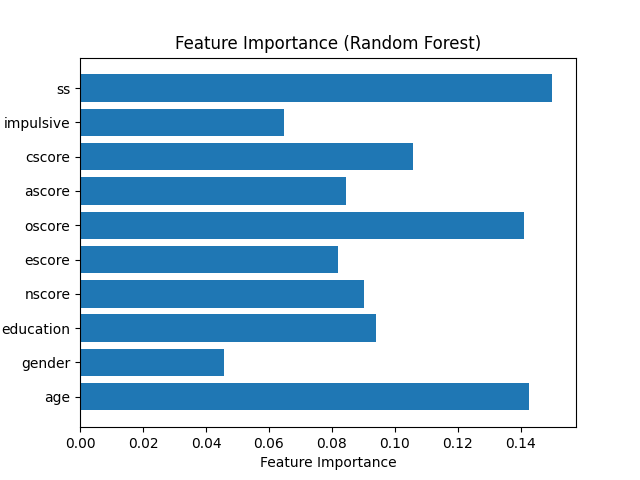 Feature Importance (Random Forest)
ss
impulsive
cscore
ascore
oscore
escore
nscore
education
gender
age
0.00 0.02 0.04 0.06 0.08 0.10 0.12 0.14
Feature Importance